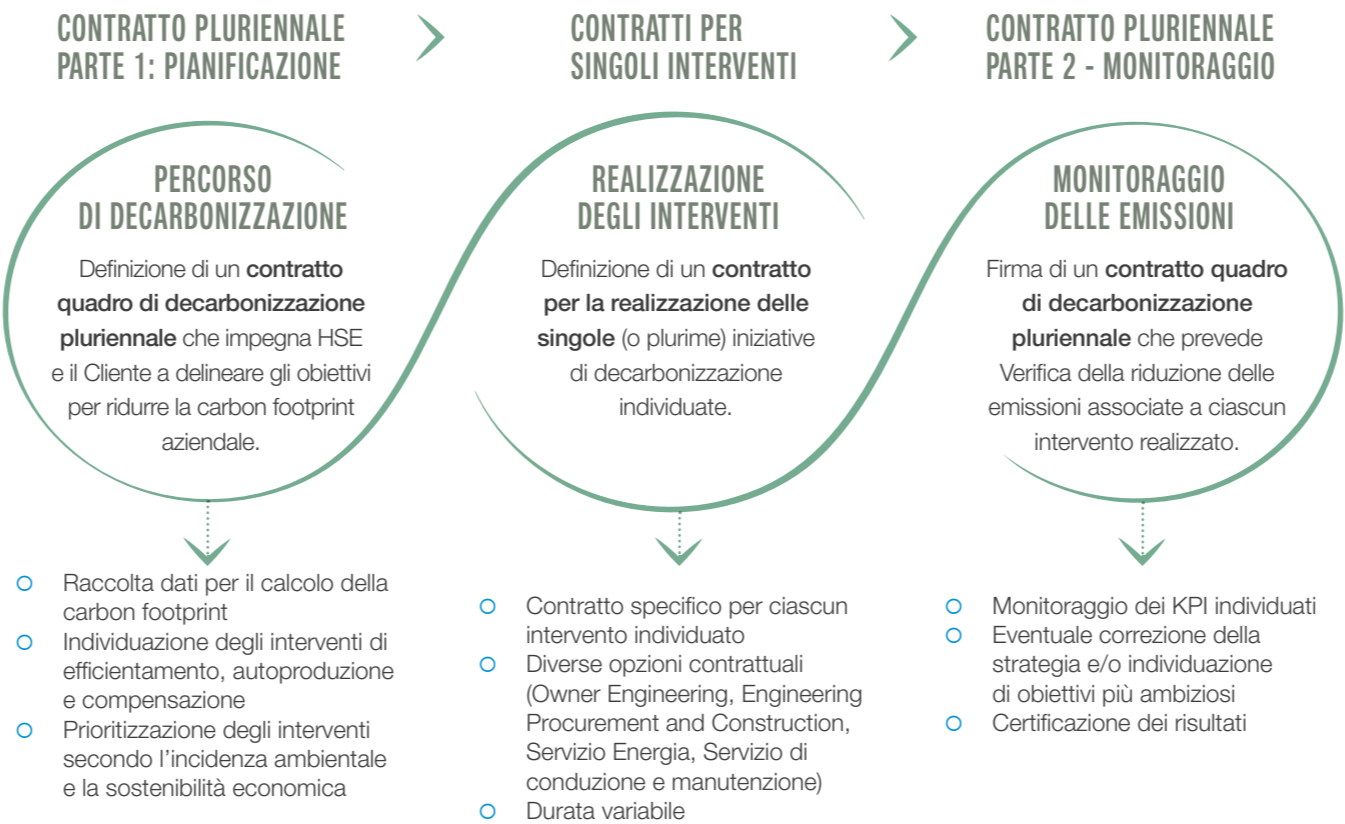 CONTRATTO PLURIENNALE
PARTE 1: PIANIFICAZIONE
CONTRATTI PER
SINGOLI INTERVENTI
CONTRATTO PLURIENNALE
PARTE 2 - MONITORAGGIO
PERCORSO
DI DECARBONIZZAZIONE
Definizione di un contratto
quadro di decarbonizzazione
pluriennale che impegna HSE
e il Cliente a delineare gli obiettivi
per ridurre la carbon footprint
aziendale.
Raccolta dati per il calcolo della
carbon footprint
Individuazione degli interventi di
efficientamento, autoproduzione
e compensazione
Prioritizzazione degli interventi
secondo l'incidenza ambientale
e la sostenibilità economica
REALIZZAZIONE
DEGLI INTERVENTI
Definizione di un contratto
per la realizzazione delle
singole (o plurime) iniziative
di decarbonizzazione
individuate.
Contratto specifico per ciascun
intervento individuato
Diverse opzioni contrattuali
(Owner Engineering, Engineering
Procurement and Construction,
Servizio Energia, Servizio di
conduzione e manutenzione)
Durata variabile
MONITORAGGIO
DELLE EMISSIONI
Firma di un contratto quadro
di decarbonizzazione
pluriennale che prevede
Verifica della riduzione delle
emissioni associate a ciascun
intervento realizzato.
Monitoraggio dei KPI individuati
Eventuale correzione della
strategia e/o individuazione
di obiettivi più ambiziosi
Certificazione dei risultati